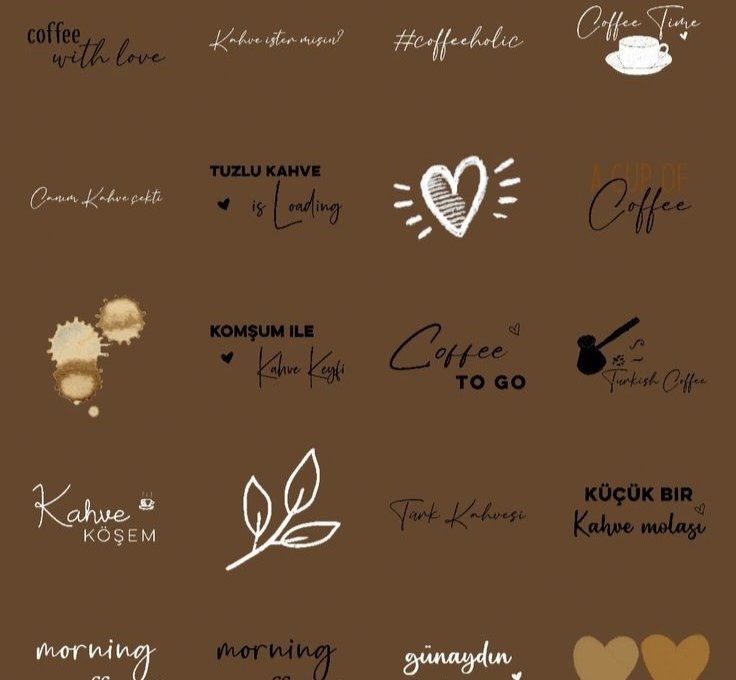 coffee
with love
Kahve ister misin?
#coffeeholic
Coffee Time
Canım Kahve çekti
TUZLU KAHVE
is Loading
A CUP OF
Coffee
KOMŞUM ILE
Kahve Keyfi
Coffee
TO GO
Turkish Coffee
Kahve
KÖŞEM
Türk Kahvesi
KÜÇÜK BIR
Kahve molası
morning
morning
günaydın